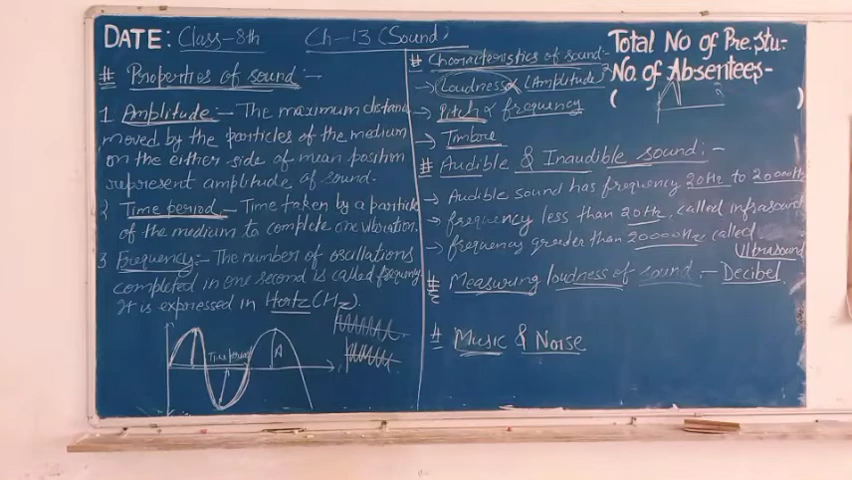 DATE: Class-8th Ch-13 (Sound)
# Properties of sound :-
1 Amplitude :- The maximum distan
moved by the particles of the medium
on the either side of mean position
represent amplitude of sound.
2 Time period - Time taken by a particle
of the medium to complete one vibration.
3 Frequency :- The number of oscillations
completed in one second is called frequency
It is expressed in Hertz (Hz).
Time period
A
# Characteristics of sound:-
→ Loudness ∝ (Amplitude)²
→ Pitch ∝ frequency
→ Timbre
# Audible & Inaudible sound :-
→ Audible sound has frequency 20Hz to 20000Hz
→ frequency less than 20Hz, called infrasound
→ frequency greater than 20000Hz called
Ultrasound
# Measuring loudness of sound :- Decibel
# Music & Noise
Total No of Pre. stu-
No. of Absentees-
( )